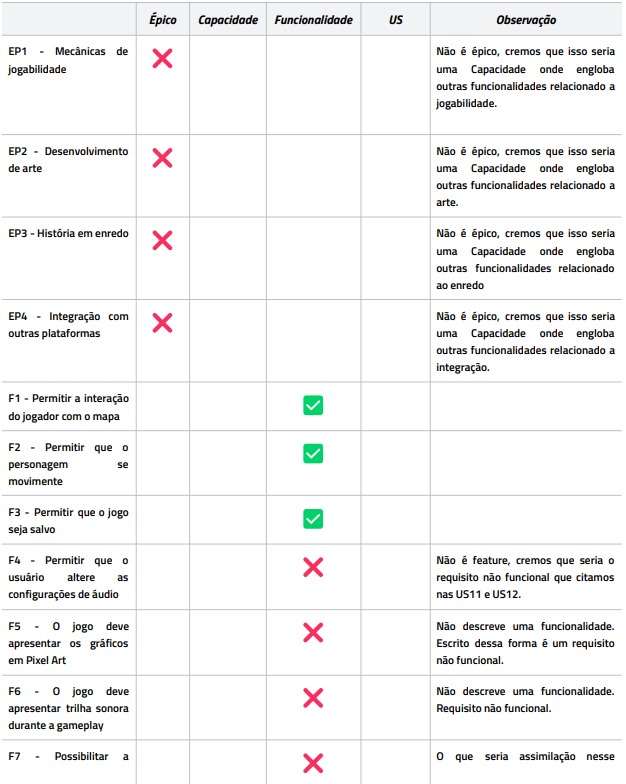 Épico Capacidade Funcionalidade US Observação
EP1 - Mecânicas de
jogabilidade
Não é épico, cremos que isso seria
uma Capacidade onde engloba
outras funcionalidades relacionado a
jogabilidade.
EP2 - Desenvolvimento
de arte
Não é épico, cremos que isso seria
uma Capacidade onde engloba
outras funcionalidades relacionado a
arte.
EP3 - História em enredo
Não é épico, cremos que isso seria
uma Capacidade onde engloba
outras funcionalidades relacionado
ao enredo
EP4 - Integração com
outras plataformas
Não é épico, cremos que isso seria
uma Capacidade onde engloba
outras funcionalidades relacionado a
integração.
F1 - Permitir a interação
do jogador com o mapa
F2 - Permitir que o
personagem se
movimente
F3 - Permitir que o jogo
seja salvo
F4 - Permitir que o
usuário altere as
configurações de áudio
Não é feature, cremos que seria o
requisito não funcional que citamos
nas US11 e US12.
F5 - O jogo deve
apresentar os gráficos
em Pixel Art
Não descreve uma funcionalidade.
Escrito dessa forma é um requisito
não funcional.
F6 - O jogo deve
apresentar trilha sonora
durante a gameplay
Não descreve uma funcionalidade.
Requisito não funcional.
F7 - Possibilitar a
O que seria assimilação nesse